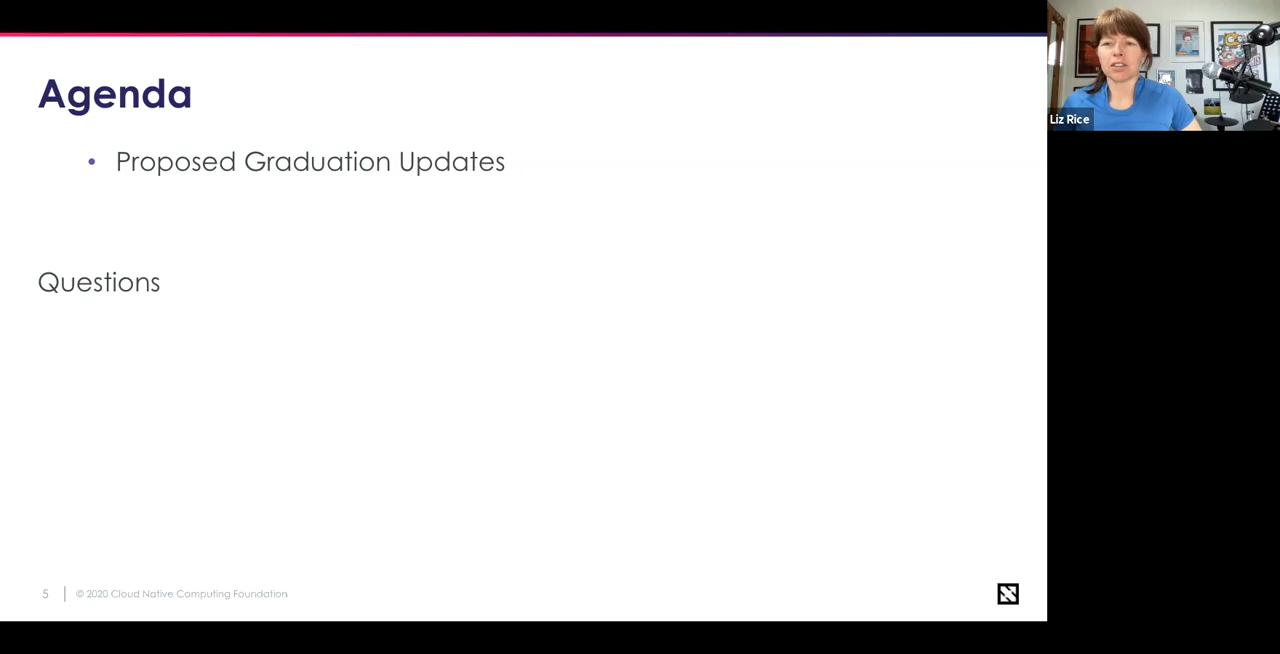 Agenda
• Proposed Graduation Updates
Questions
5 © 2020 Cloud Native Computing Foundation
Liz Rice